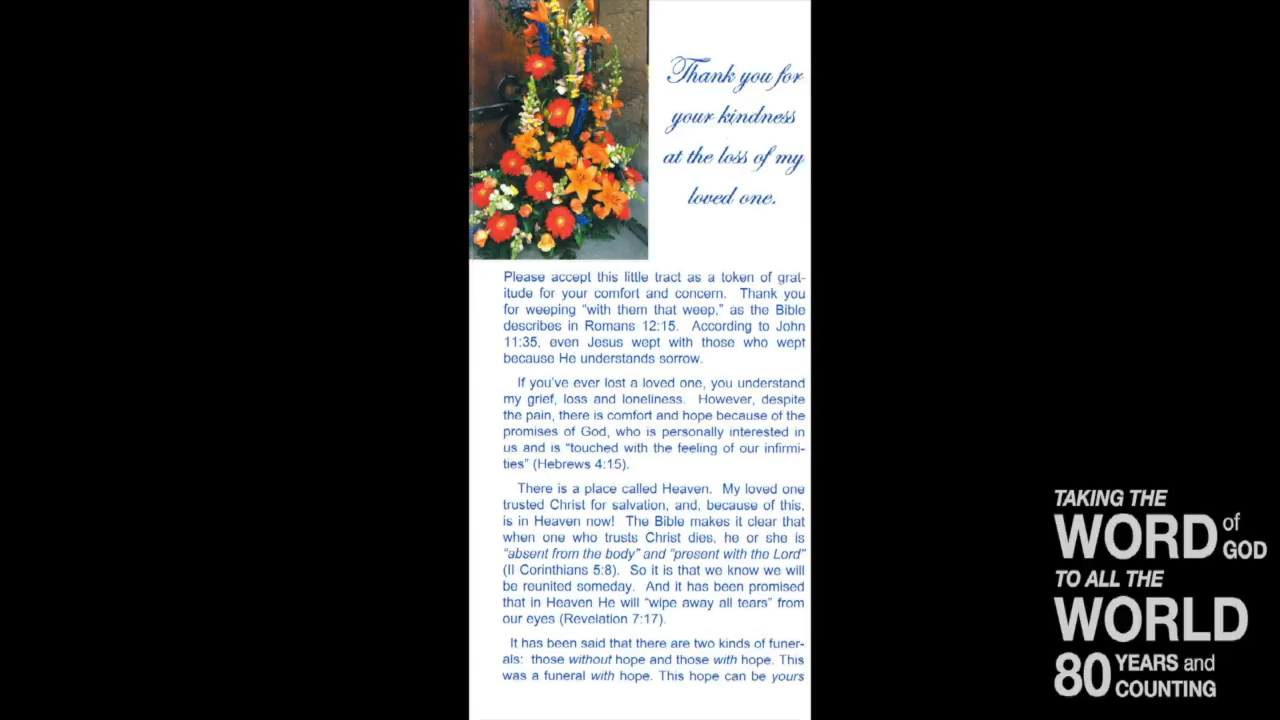 Thank you for
your kindness
at the loss of my
loved one.
Please accept this little tract as a token of grat-
itude for your comfort and concern. Thank you
for weeping “with them that weep,” as the Bible
describes in Romans 12:15. According to John
11:35, even Jesus wept with those who wept
because He understands sorrow.
If you’ve ever lost a loved one, you understand
my grief, loss and loneliness. However, despite
the pain, there is comfort and hope because of the
promises of God, who is personally interested in
us and is “touched with the feeling of our infirmi-
ties” (Hebrews 4:15).
There is a place called Heaven. My loved one
trusted Christ for salvation, and, because of this,
is in Heaven now! The Bible makes it clear that
when one who trusts Christ dies, he or she is
“absent from the body” and “present with the Lord”
(II Corinthians 5:8). So it is that we know we will
be reunited someday. And it has been promised
that in Heaven He will “wipe away all tears” from
our eyes (Revelation 7:17).
It has been said that there are two kinds of funer-
als: those without hope and those with hope. This
was a funeral with hope. This hope can be yours
TAKING THE
WORD of GOD
TO ALL THE
WORLD
80 YEARS and
COUNTING